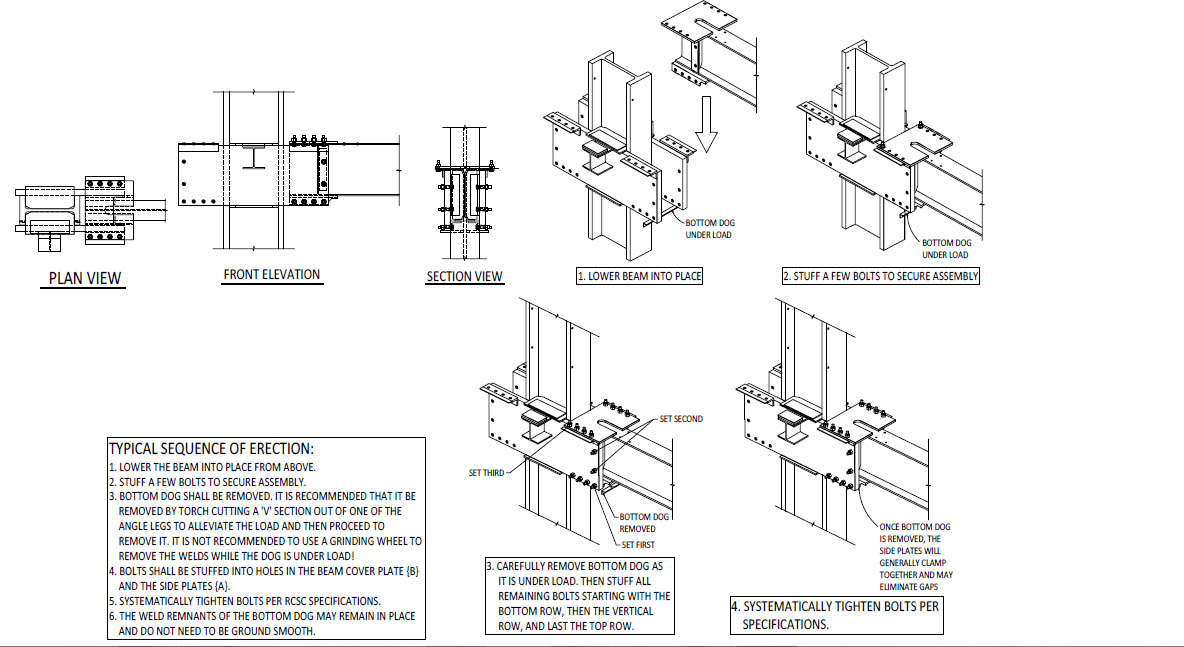 BOTTOM DOG
UNDER LOAD
BOTTOM DOG
UNDER LOAD
PLAN VIEW
FRONT ELEVATION
SECTION VIEW
1. LOWER BEAM INTO PLACE
2. STUFF A FEW BOLTS TO SECURE ASSEMBLY
TYPICAL SEQUENCE OF ERECTION:
1. LOWER THE BEAM INTO PLACE FROM ABOVE.
2. STUFF A FEW BOLTS TO SECURE ASSEMBLY.
3. BOTTOM DOG SHALL BE REMOVED. IT IS RECOMMENDED THAT IT BE
REMOVED BY TORCH CUTTING A 'V' SECTION OUT OF ONE OF THE
ANGLE LEGS TO ALLEVIATE THE LOAD AND THEN PROCEED TO
REMOVE IT. IT IS NOT RECOMMENDED TO USE A GRINDING WHEEL TO
REMOVE THE WELDS WHILE THE DOG IS UNDER LOAD!
4. BOLTS SHALL BE STUFFED INTO HOLES IN THE BEAM COVER PLATE {B}
AND THE SIDE PLATES {A}.
5. SYSTEMATICALLY TIGHTEN BOLTS PER RCSC SPECIFICATIONS.
6. THE WELD REMNANTS OF THE BOTTOM DOG MAY REMAIN IN PLACE
AND DO NOT NEED TO BE GROUND SMOOTH.
SET SECOND
SET THIRD
BOTTOM DOG
REMOVED
SET FIRST
3. CAREFULLY REMOVE BOTTOM DOG AS
IT IS UNDER LOAD. THEN STUFF ALL
REMAINING BOLTS STARTING WITH THE
BOTTOM ROW, THEN THE VERTICAL
ROW, AND LAST THE TOP ROW.
ONCE BOTTOM DOG
IS REMOVED, THE
SIDE PLATES WILL
GENERALLY CLAMP
TOGETHER AND MAY
ELIMINATE GAPS
4. SYSTEMATICALLY TIGHTEN BOLTS PER
SPECIFICATIONS.